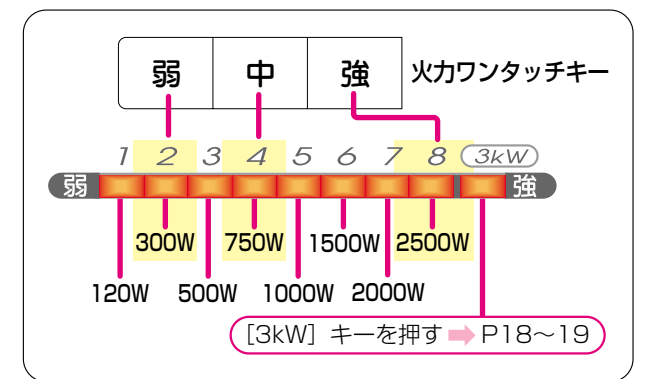 弱 中 強 火力ワンタッチキー
1 2 3 4 5 6 7 8 3kW
弱 強
300W 750W 1500W 2500W
120W 500W 1000W 2000W
［3kW］キーを押す➡P18～19